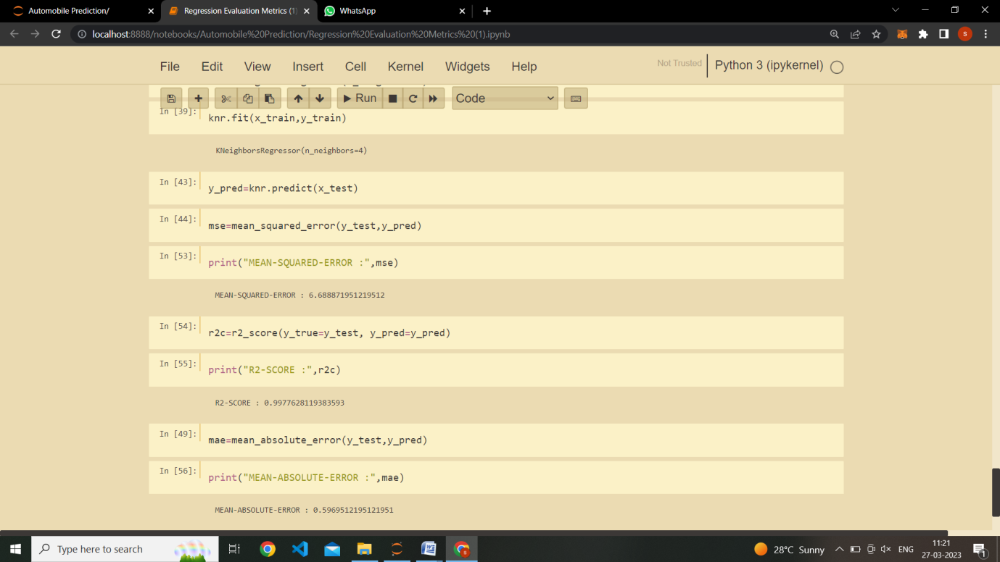 Automobile Prediction/
Regression Evaluation Metrics (1)
WhatsApp
localhost:8888/notebooks/Automobile%20Prediction/Regression%20Evaluation%20Metrics%20(1).ipynb
S
File Edit View Insert Cell Kernel Widgets Help
Not Trusted
Python 3 (ipykernel)
Run
Code
In [39]:
knr.fit(x_train,y_train)
KNeighborsRegressor(n_neighbors=4)
In [43]:
y_pred=knr.predict(x_test)
In [44]:
mse=mean_squared_error(y_test,y_pred)
In [53]:
print("MEAN-SQUARED-ERROR :",mse)
MEAN-SQUARED-ERROR : 6.688871951219512
In [54]:
r2c=r2_score(y_true=y_test, y_pred=y_pred)
In [55]:
print("R2-SCORE :",r2c)
R2-SCORE : 0.9977628119383593
In [49]:
mae=mean_absolute_error(y_test,y_pred)
In [56]:
print("MEAN-ABSOLUTE-ERROR :",mae)
MEAN-ABSOLUTE-ERROR : 0.5969512195121951
Type here to search
28°C Sunny
ENG
11:21
27-03-2023
1